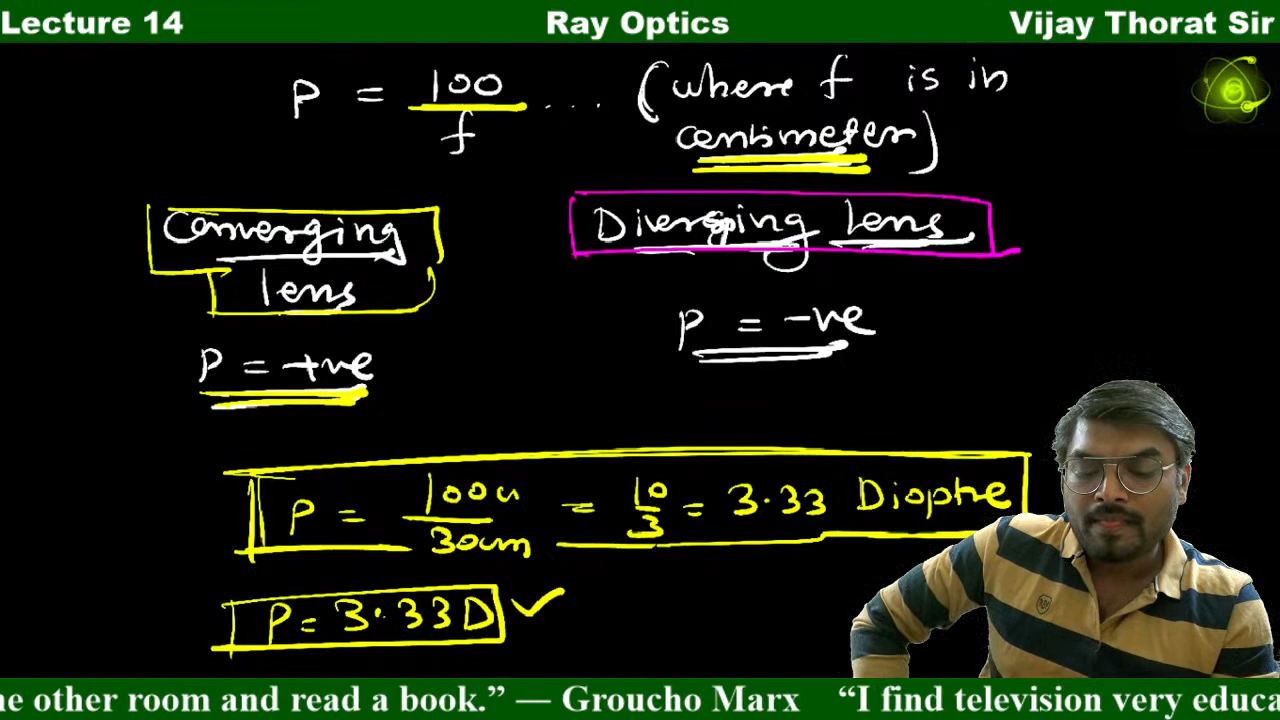 Lecture 14 Ray Optics Vijay Thorat Sir
P = 100/f .... (where f is in
centimeter)
Converging
lens
Diverging lens
P = -ve
P = +ve
P = 100cm/30cm = 10/3 = 3.33 Dioptre
P = 3.33 D ✓
he other room and read a book.” — Groucho Marx “I find television very educa